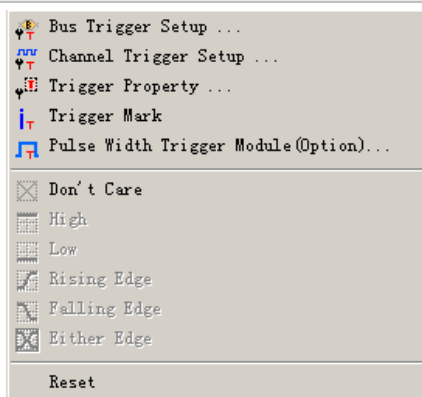 Bus Trigger Setup ...
Channel Trigger Setup ...
Trigger Property ...
Trigger Mark
Pulse Width Trigger Module(Option)...
Don't Care
High
Low
Rising Edge
Falling Edge
Either Edge
Reset